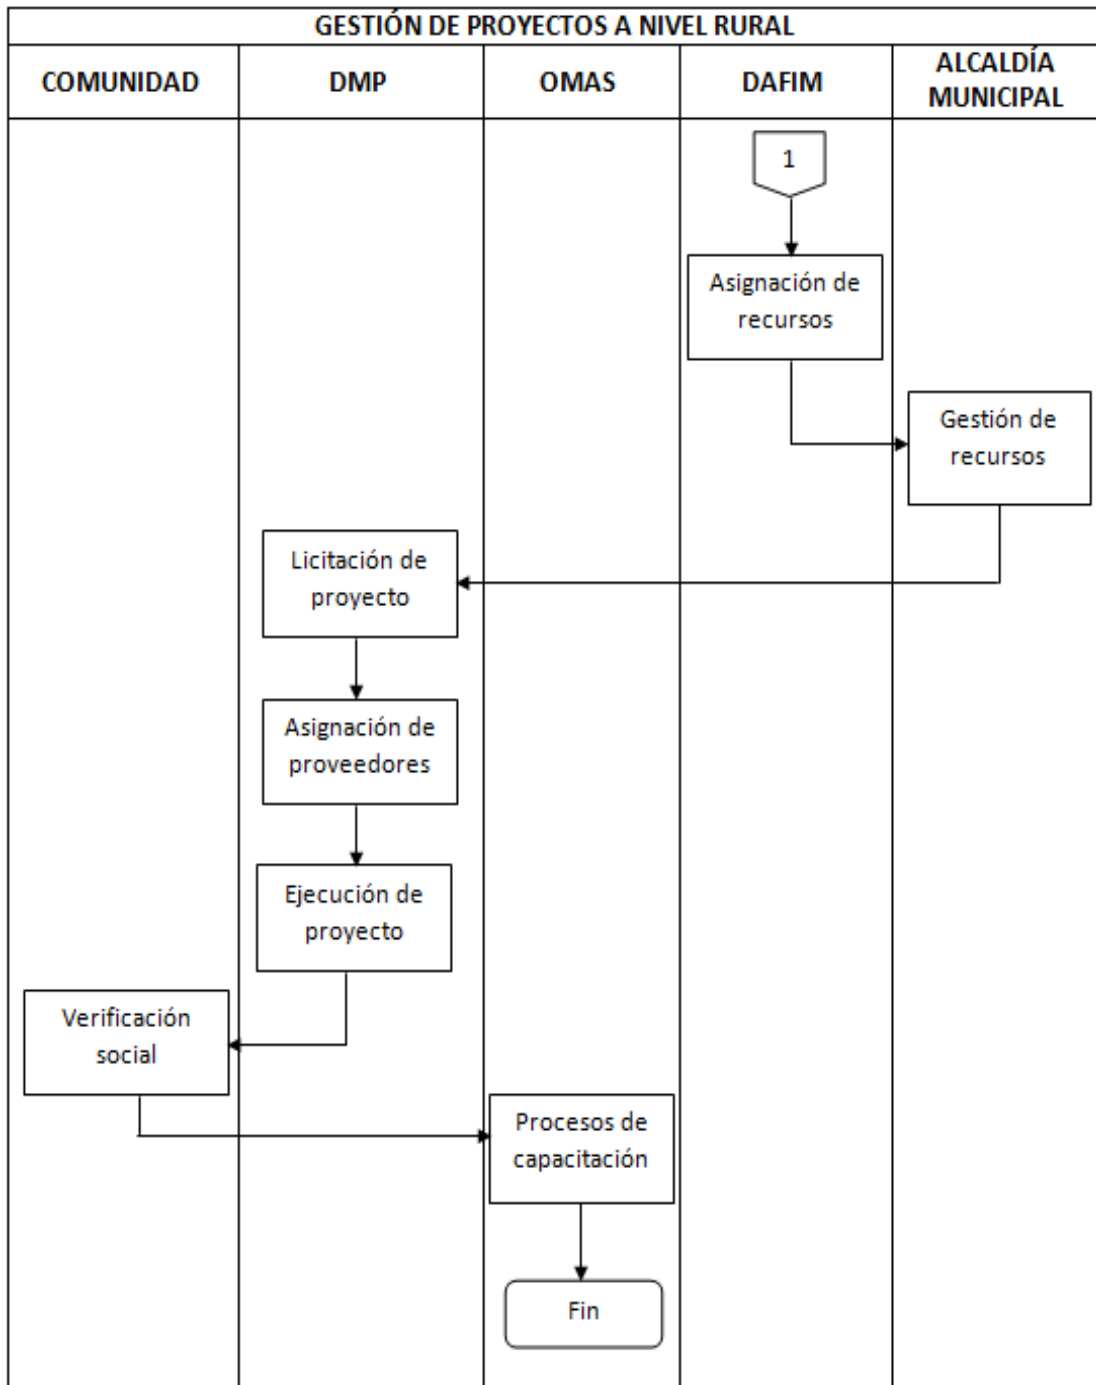 GESTIÓN DE PROYECTOS A NIVEL RURAL
COMUNIDAD
DMP
OMAS
DAFIM
ALCALDÍA
MUNICIPAL
1
Asignación de
recursos
Gestión de
recursos
Licitación de
proyecto
Asignación de
proveedores
Ejecución de
proyecto
Verificación
social
Procesos de
capacitación
Fin